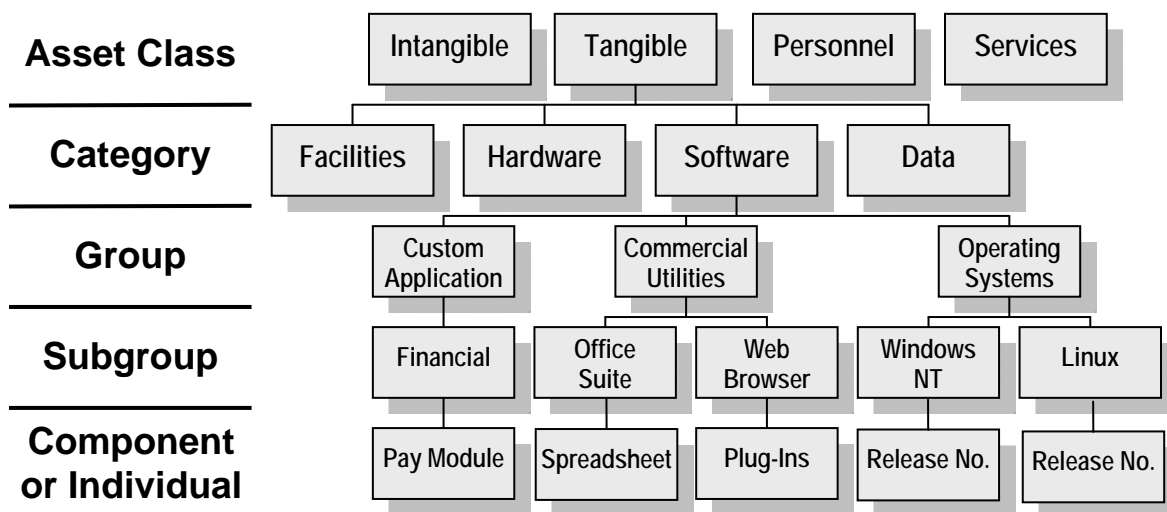 Asset Class
Intangible
Tangible
Personnel
Services
Category
Facilities
Hardware
Software
Data
Group
Custom
Application
Commercial
Utilities
Operating
Systems
Subgroup
Financial
Office
Suite
Web
Browser
Windows
NT
Linux
Component
or Individual
Pay Module
Spreadsheet
Plug-Ins
Release No.
Release No.